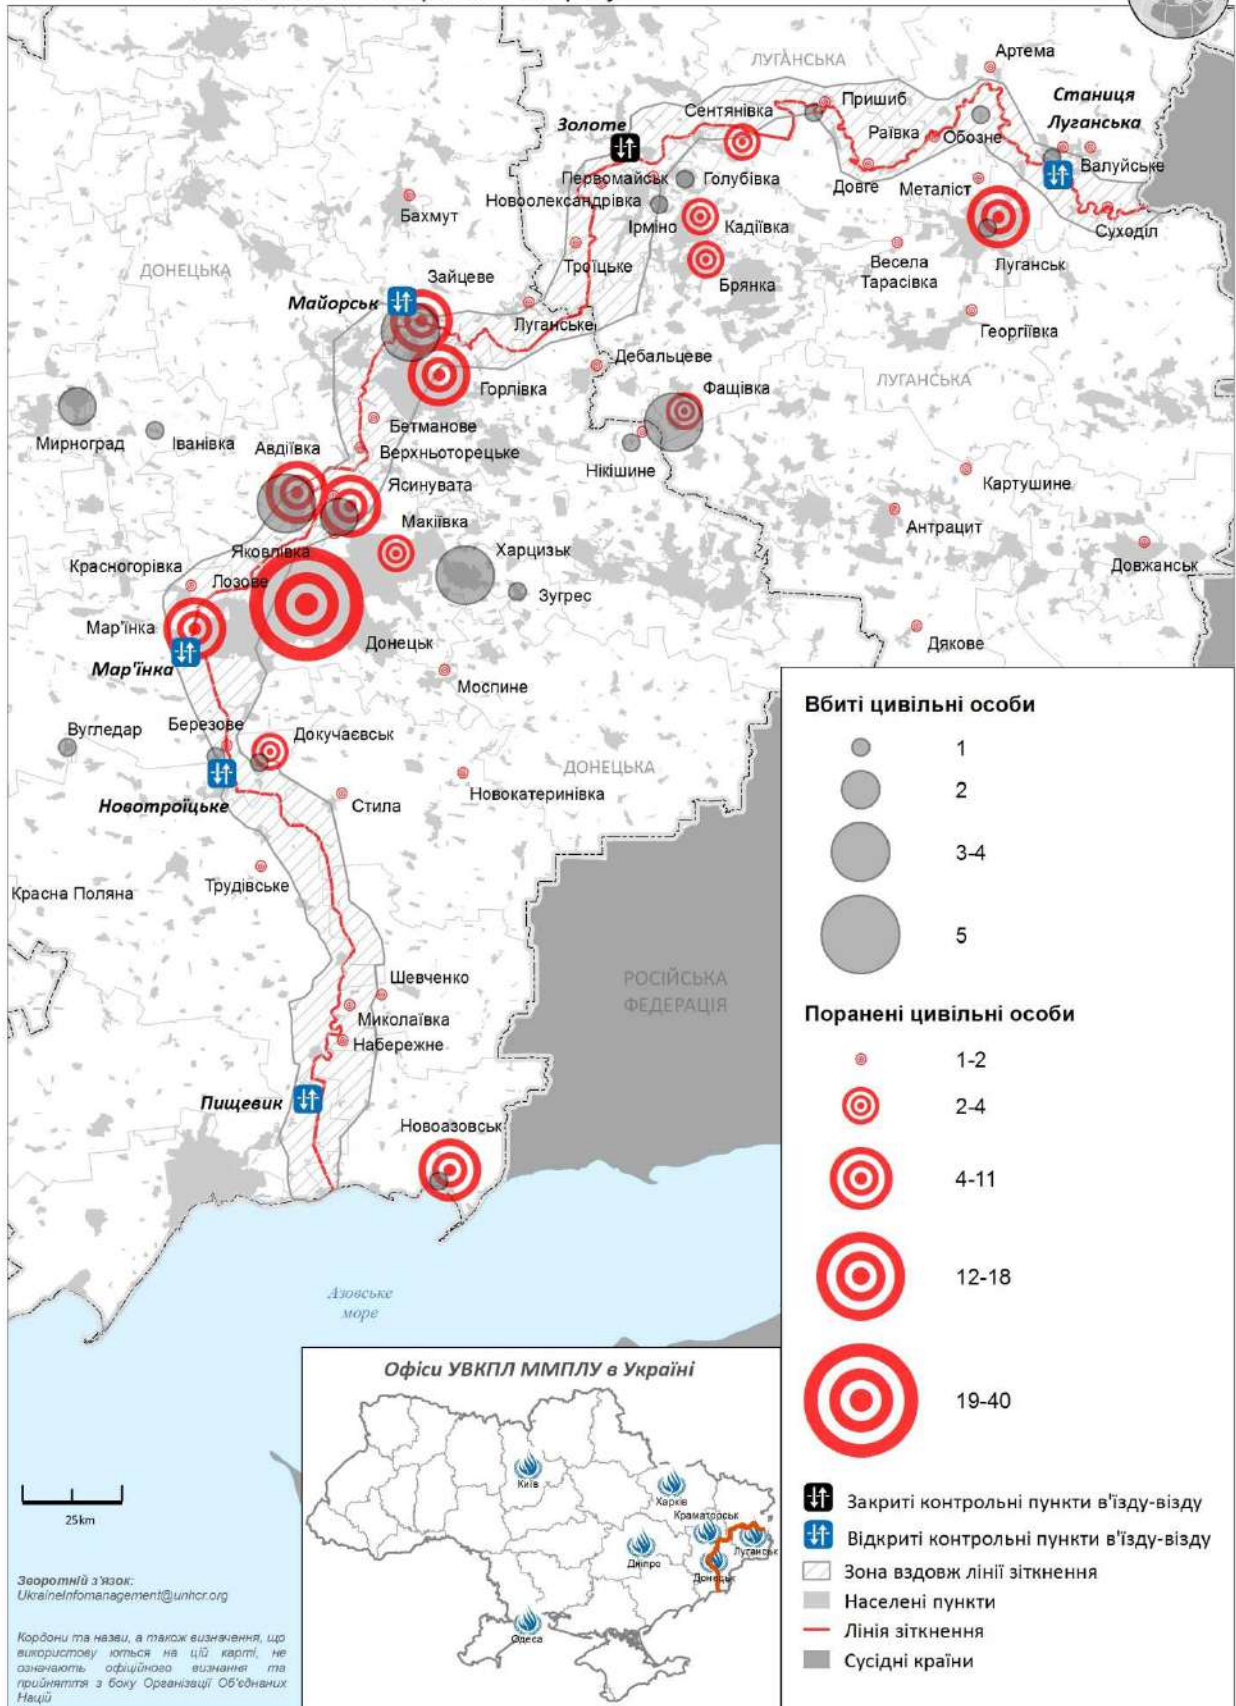 ЛУГАНСЬКА
Артема
Станиця
Луганська
Сентянівка
Пришиб
Золоте
Раївка
Обозне
Валуйське
Первомайськ
Голубівка
Довге
Металіст
Новоолександрівка
Бахмут
Ірміно
Кадіївка
Суходіл
Троїцьке
Весела
Тарасівка
Луганськ
ДОНЕЦЬКА
Зайцеве
Брянка
Майорськ
Луганське
Георгіївка
Дебальцеве
ЛУГАНСЬКА
Горлівка
Фащівка
Бетманове
Мирноград
Іванівка
Авдіївка
Верхньоторецьке
Нікішине
Ясинувата
Картушине
Макіївка
Антрацит
Яковлівка
Харцизьк
Красногорівка
Лозове
Довжанськ
Зугрес
Мар'їнка
Донецьк
Дякове
Мар'їнка
Моспине
Вугледар
Березове
Докучаєвськ
ДОНЕЦЬКА
Новотроїцьке
Стила
Новокатеринівка
Трудівське
Красна Поляна
Шевченко
РОСІЙСЬКА
ФЕДЕРАЦІЯ
Миколаївка
Набережне
Пищевик
Новоазовськ
Азовське
море
Вбиті цивільні особи
1
2
3-4
5
Поранені цивільні особи
1-2
2-4
4-11
12-18
19-40
Закриті контрольні пункти в'їзду-візду
Відкриті контрольні пункти в'їзду-візду
Зона вздовж лінії зіткнення
Населені пункти
Лінія зіткнення
Сусідні країни
Офіси УВКПЛ ММПЛУ в Україні
Київ
Харків
Краматорськ
Луганськ
Дніпро
Донецьк
Одеса
25km
Зворотній з'язок:
UkraineInfomanagement@unhcr.org
Кордони та назви, а також визначення, що
використову ються на цій карті, не
означають офіційного визнання та
прийняття з боку Організації Об'єднаних
Націй